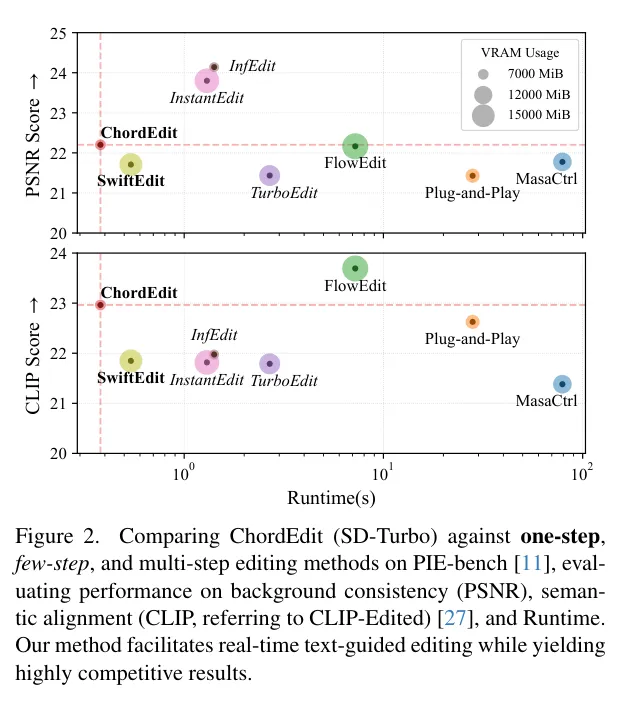 25
24
23
22
21
20
PSNR Score →
VRAM Usage
7000 MiB
12000 MiB
15000 MiB
InfEdit
InstantEdit
ChordEdit
SwiftEdit
TurboEdit
FlowEdit
Plug-and-Play
MasaCtrl
24
23
22
21
20
CLIP Score →
FlowEdit
ChordEdit
Plug-and-Play
InfEdit
SwiftEdit
InstantEdit
TurboEdit
MasaCtrl
10⁰
10¹
10²
Runtime(s)
Figure 2. Comparing ChordEdit (SD-Turbo) against one-step,
few-step, and multi-step editing methods on PIE-bench [11], eval-
uating performance on background consistency (PSNR), seman-
tic alignment (CLIP, referring to CLIP-Edited) [27], and Runtime.
Our method facilitates real-time text-guided editing while yielding
highly competitive results.